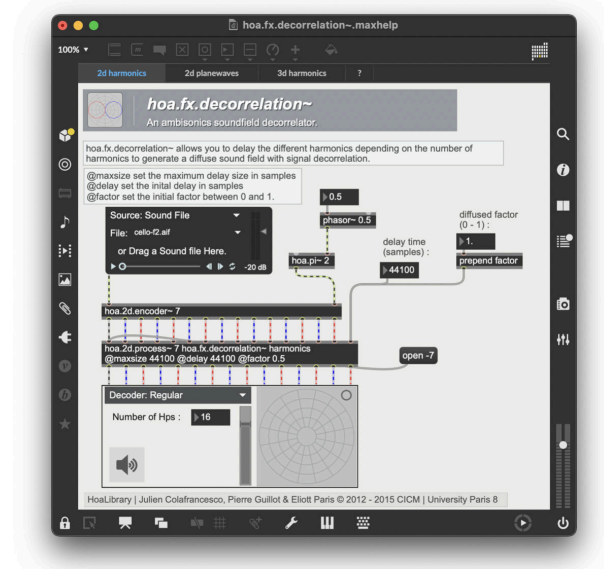 hoa.fx.decorrelation~.maxhelp
100%
2d harmonics
2d planewaves
3d harmonics
?
hoa.fx.decorrelation~
An ambisonics soundfield decorrelator.
hoa.fx.decorrelation~ allows you to delay the different harmonics depending on the number of
harmonics to generate a diffuse sound field with signal decorrelation.
@maxsize set the maximum delay size in samples
@delay set the inital delay in samples
@factor set the initial factor between 0 and 1.
Source: Sound File
File: cello-f2.aif
or Drag a Sound file Here.
-20 dB
0.5
phasor~ 0.5
hoa.pi~ 2
delay time
(samples) :
44100
diffused factor
(0 - 1) :
1.
prepend factor
hoa.2d.encoder~ 7
hoa.2d.process~ 7 hoa.fx.decorrelation~ harmonics
@maxsize 44100 @delay 44100 @factor 0.5
open -7
Decoder: Regular
Number of Hps :
16
HoaLibrary | Julien Colafrancesco, Pierre Guillot & Eliott Paris © 2012 - 2015 CICM | University Paris 8